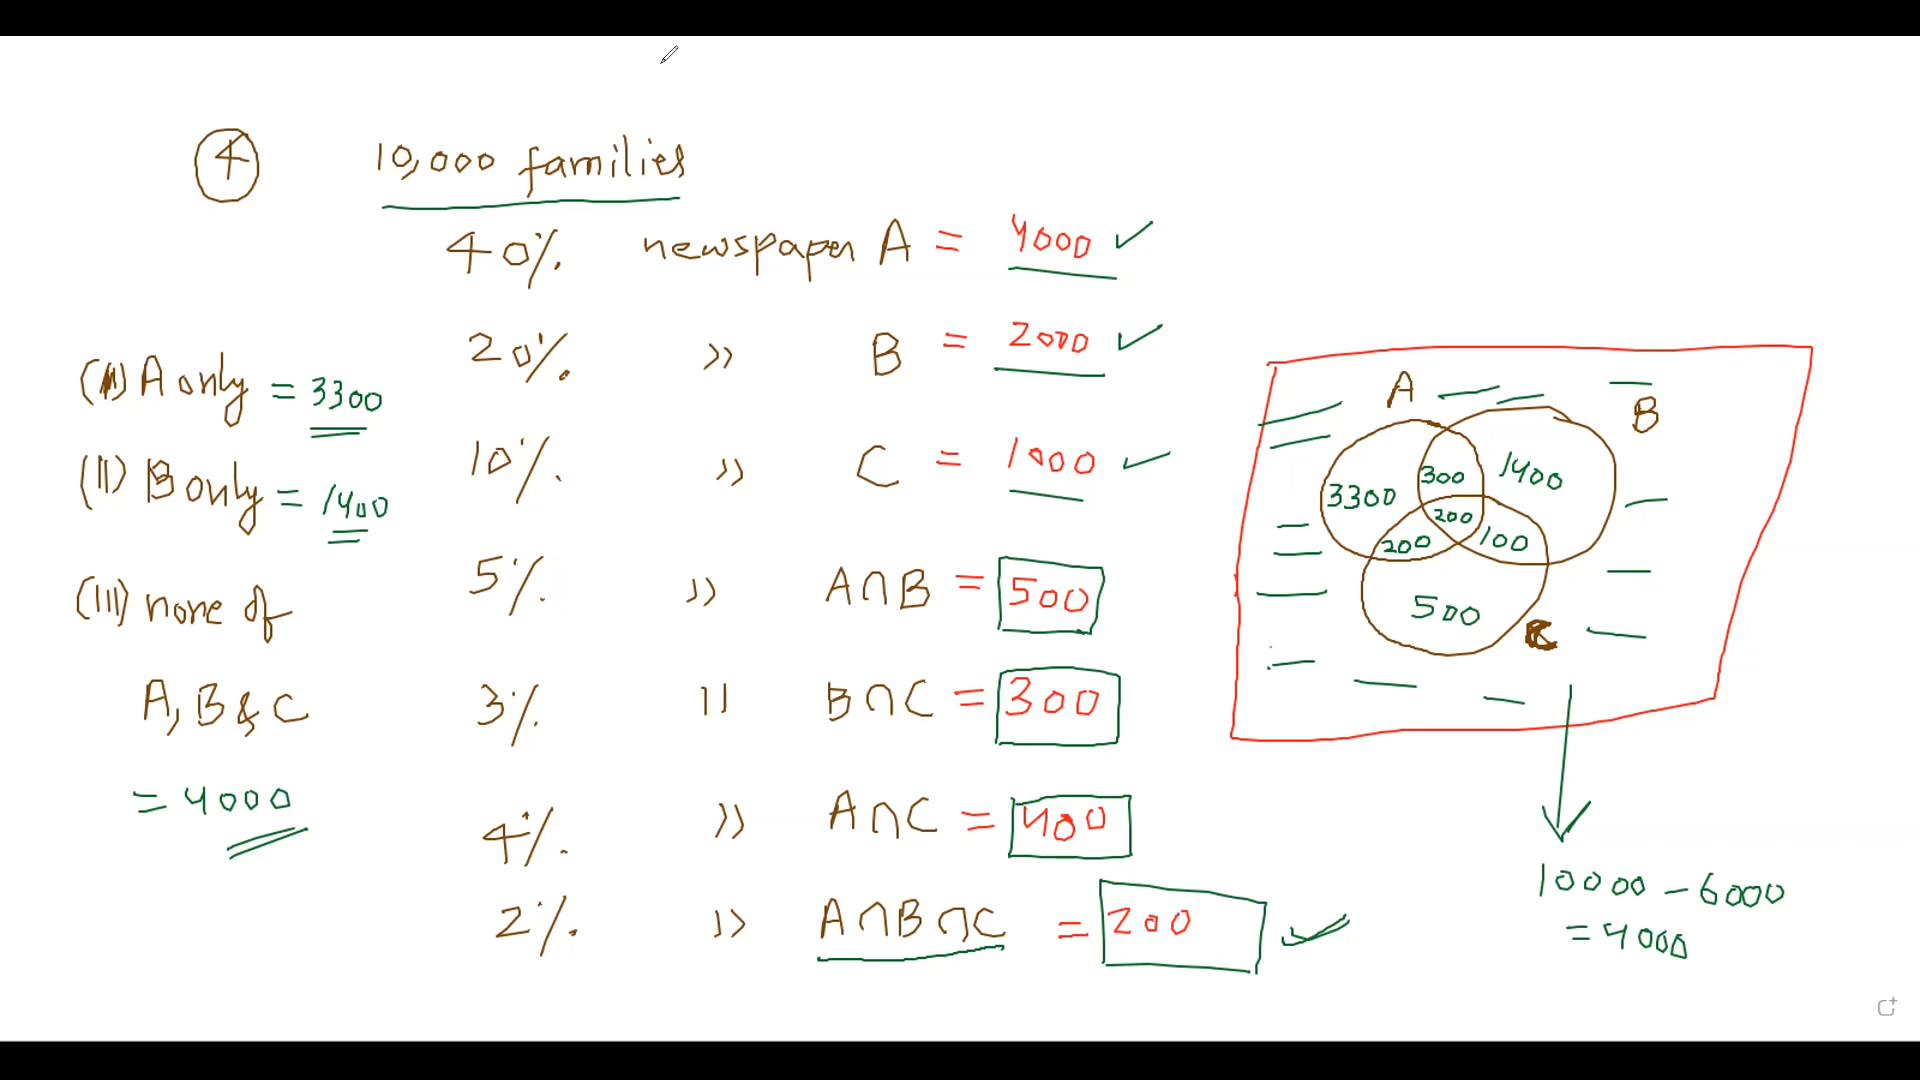 4 10,000 families
40% newspaper A = 4000 ✓
20% " B = 2000 ✓
10% " C = 1000 ✓
5% " A∩B = 500
3% " B∩C = 300
4% " A∩C = 400
2% " A∩B∩C = 200 ✓
(I) A only = 3300
(II) B only = 1400
(III) none of
A, B & C
= 4000
A
B
3300 300 1400
200
200 100
500 C
10000 - 6000
= 4000